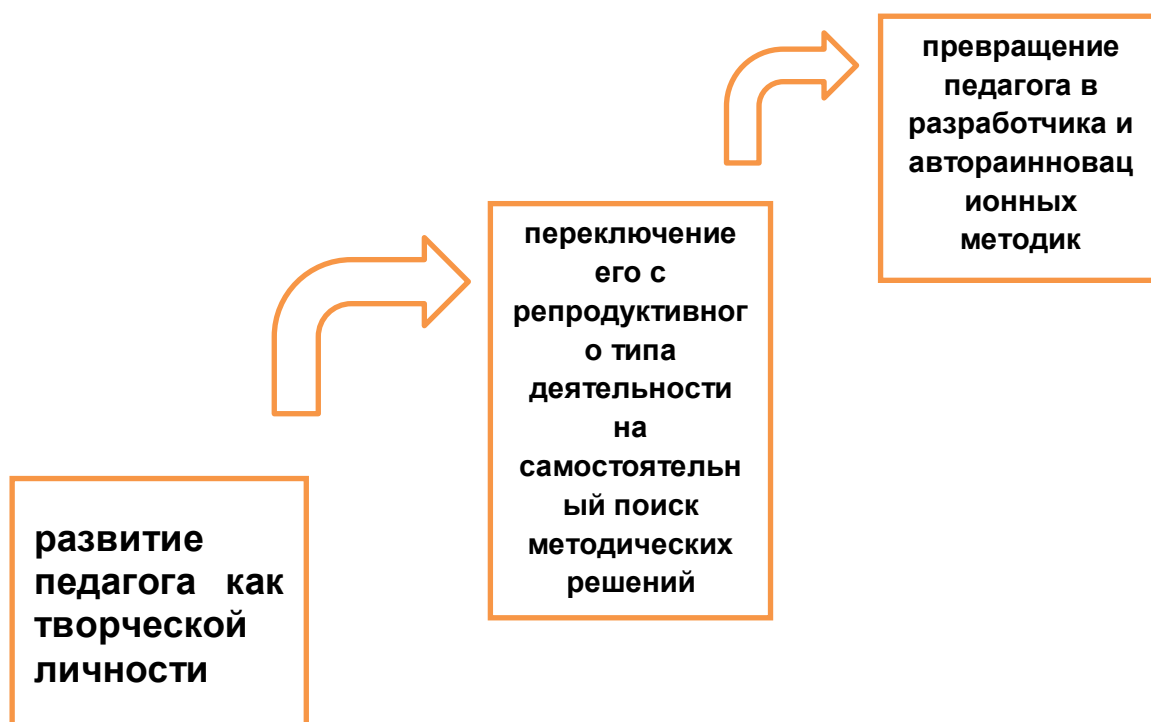 развитие
педагога как
творческой
личности
переключение
его с
репродуктивног
о типа
деятельности
на
самостоятельн
ый поиск
методических
решений
превращение
педагога в
разработчика и
автораинновац
ионных
методик